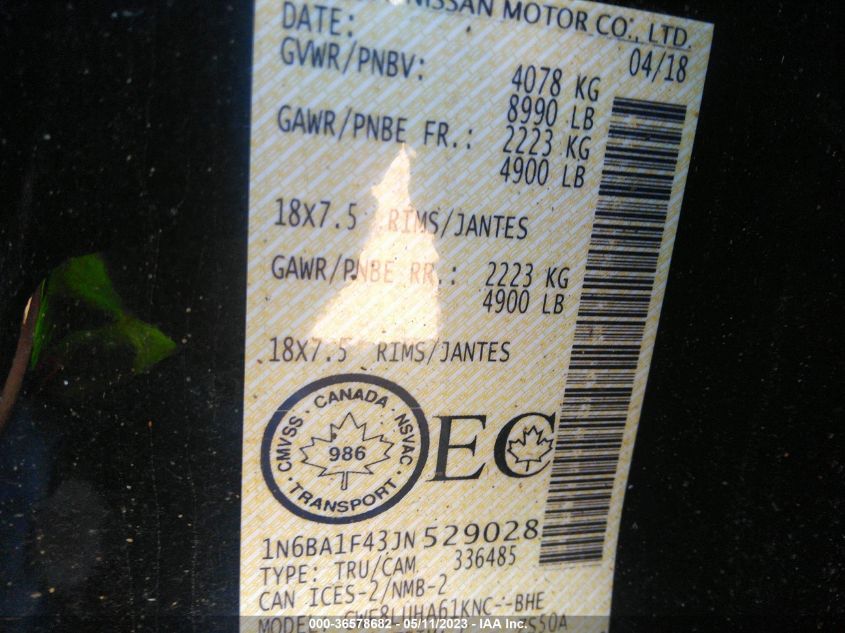 NISSAN MOTOR CO., LTD.
DATE: 04/18
GVWR/PNBV: 4078 KG
8990 LB
GAWR/PNBE FR.: 2223 KG
4900 LB
18X7.5 RIMS/JANTES
GAWR/PNBE RR.: 2223 KG
4900 LB
18X7.5 RIMS/JANTES
CMVSS · CANADA · NSVAC · TRANSPORT ·
986
EC
1N6BA1F43JN529028
336485
TYPE: TRU/CAM
CAN ICES-2/NMB-2
MODEL:
000-36578682 - 05/11/2023 - IAA Inc.